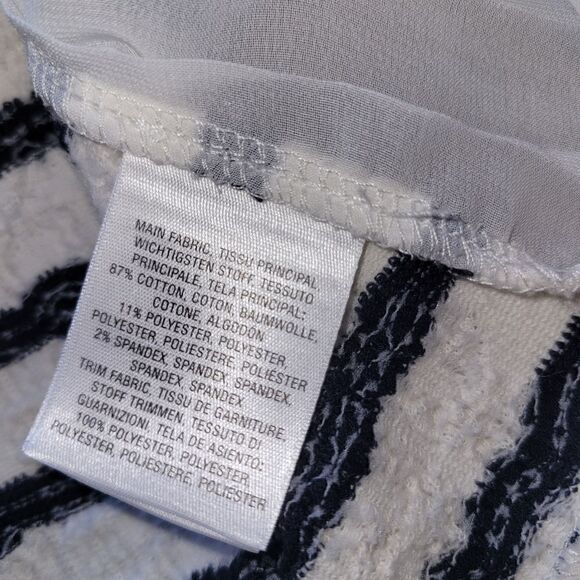 MAIN FABRIC, TISSU PRINCIPAL
WICHTIGSTEN STOFF, TESSUTO
PRINCIPALE, TELA PRINCIPAL:
87% COTTON, COTON, BAUMWOLLE,
COTONE, ALGODÓN
11% POLYESTER, POLYESTER,
POLYESTER, POLIESTERE, POLIÉSTER
2% SPANDEX, SPANDEX, SPANDEX,
SPANDEX, SPANDEX
TRIM FABRIC, TISSU DE GARNITURE,
STOFF TRIMMEN, TESSUTO DI
GUARNIZIONI, TELA DE ASIENTO:
100% POLYESTER, POLYESTER,
POLYESTER, POLIESTERE, POLIÉSTER